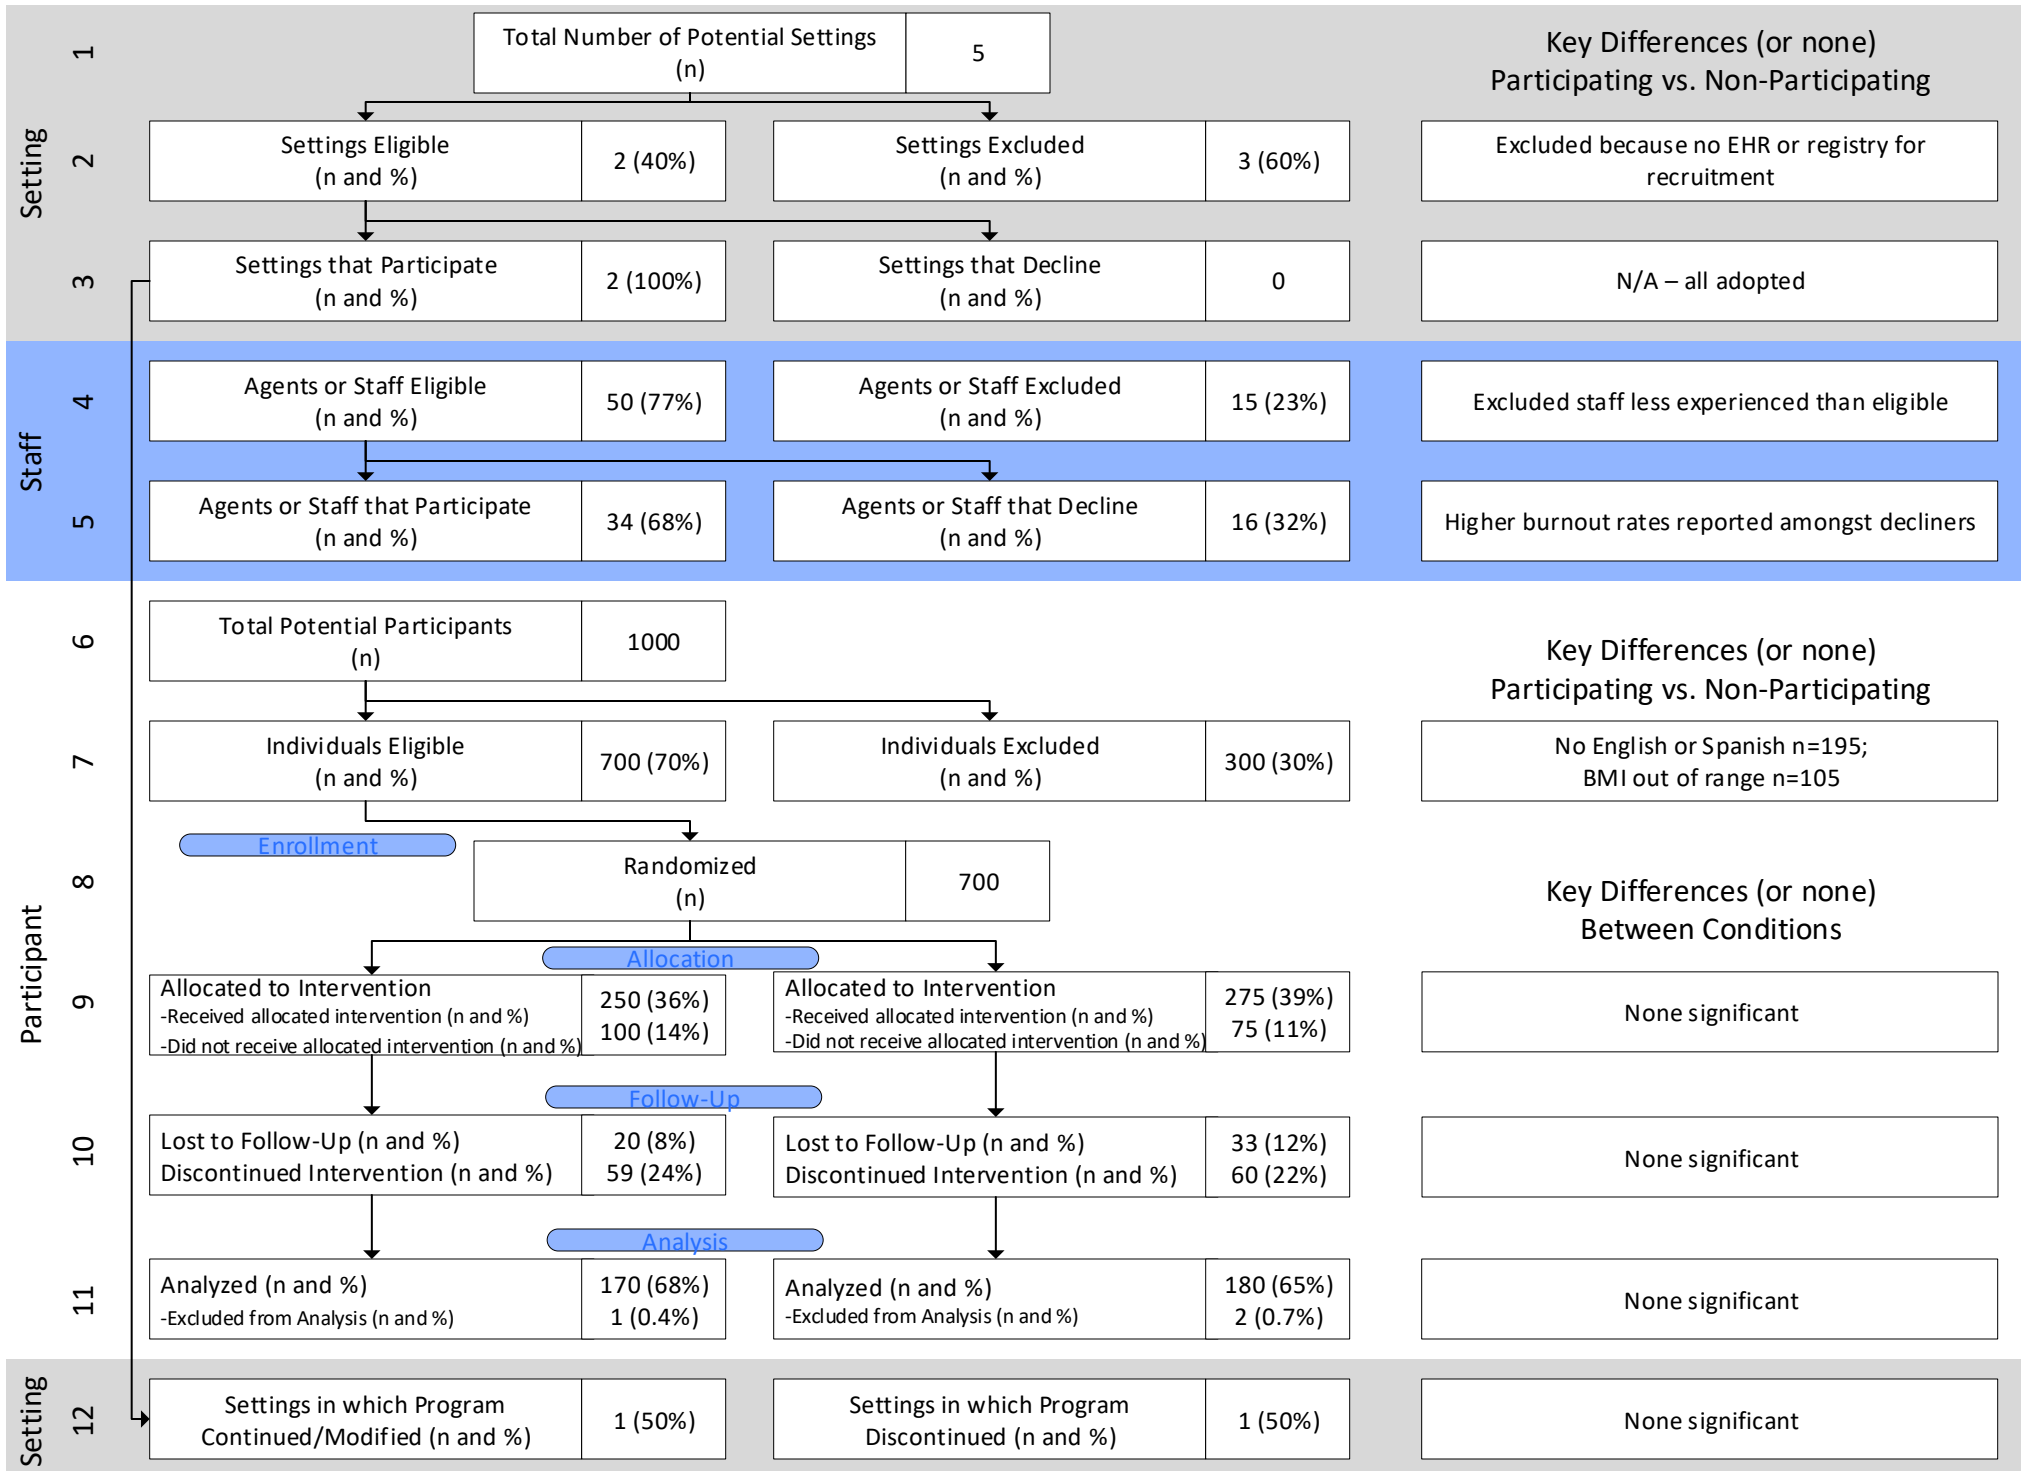 Setting
1
Total Number of Potential Settings
(n)
5
Key Differences (or none)
Participating vs. Non-Participating
2
Settings Eligible
(n and %)
2 (40%)
Settings Excluded
(n and %)
3 (60%)
Excluded because no EHR or registry for
recruitment
3
Settings that Participate
(n and %)
2 (100%)
Settings that Decline
(n and %)
0
N/A – all adopted
Staff
4
Agents or Staff Eligible
(n and %)
50 (77%)
Agents or Staff Excluded
(n and %)
15 (23%)
Excluded staff less experienced than eligible
5
Agents or Staff that Participate
(n and %)
34 (68%)
Agents or Staff that Decline
(n and %)
16 (32%)
Higher burnout rates reported amongst decliners
Participant
6
Total Potential Participants
(n)
1000
Key Differences (or none)
Participating vs. Non-Participating
7
Individuals Eligible
(n and %)
700 (70%)
Individuals Excluded
(n and %)
300 (30%)
No English or Spanish n=195;
BMI out of range n=105
Enrollment
8
Randomized
(n)
700
Key Differences (or none)
Between Conditions
Allocation
9
Allocated to Intervention
-Received allocated intervention (n and %)
-Did not receive allocated intervention (n and %)
250 (36%)
100 (14%)
Allocated to Intervention
-Received allocated intervention (n and %)
-Did not receive allocated intervention (n and %)
275 (39%)
75 (11%)
None significant
Follow-Up
10
Lost to Follow-Up (n and %)
Discontinued Intervention (n and %)
20 (8%)
59 (24%)
Lost to Follow-Up (n and %)
Discontinued Intervention (n and %)
33 (12%)
60 (22%)
None significant
Analysis
11
Analyzed (n and %)
-Excluded from Analysis (n and %)
170 (68%)
1 (0.4%)
Analyzed (n and %)
-Excluded from Analysis (n and %)
180 (65%)
2 (0.7%)
None significant
Setting
12
Settings in which Program
Continued/Modified (n and %)
1 (50%)
Settings in which Program
Discontinued (n and %)
1 (50%)
None significant